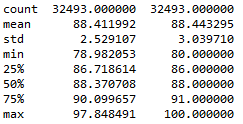 count 32493.000000 32493.000000
mean 88.411992 88.443295
std 2.529107 3.039710
min 78.982053 80.000000
25% 86.718614 86.000000
50% 88.370708 88.000000
75% 90.099657 91.000000
max 97.848491 100.000000